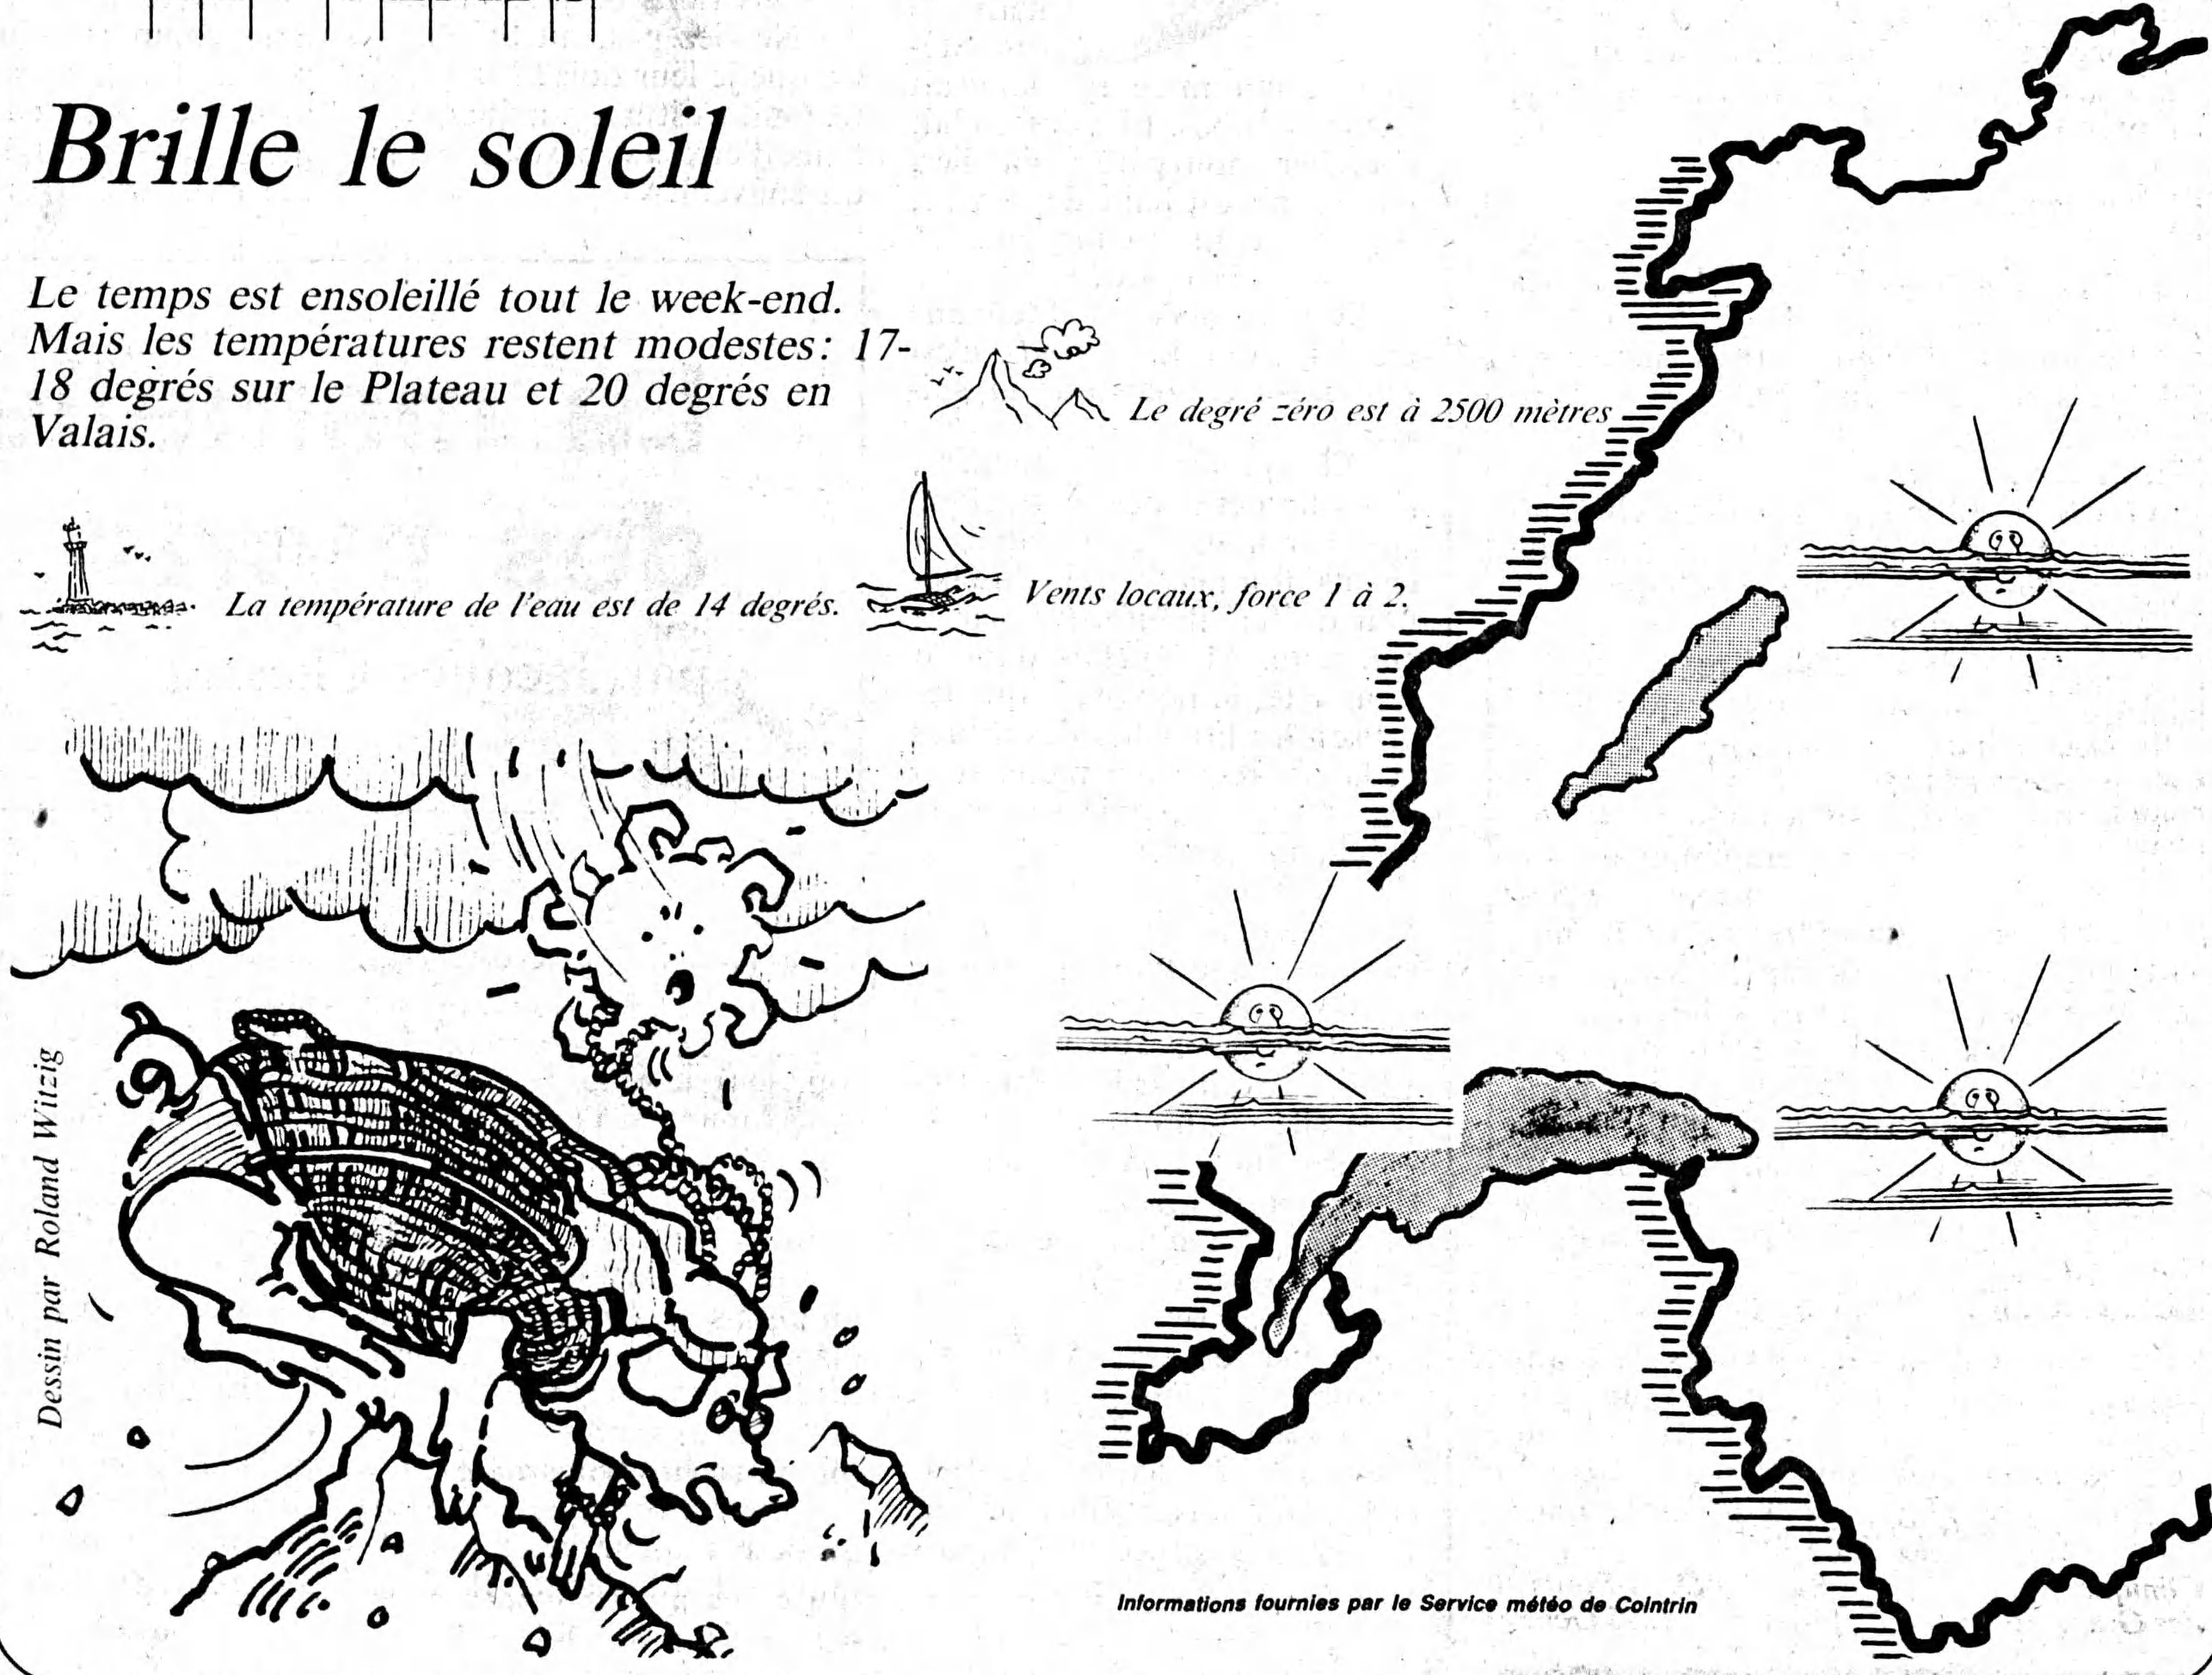 Brille le soleil
Le temps est ensoleillé tout le week-end.
Mais les températures restent modestes: 17-
18 degrés sur le Plateau et 20 degrés en
Valais.
Le degré zéro est à 2500 mètres
La température de l'eau est de 14 degrés.
Vents locaux, force 1 à 2.
Dessin par Roland Witzig
Informations fournies par le Service météo de Cointrin